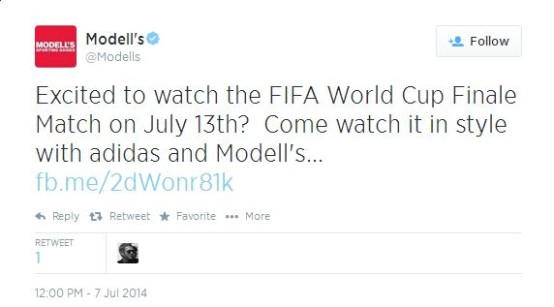 MODELL'S
SPORTING GOODS
Modell's
@Modells
Follow
Excited to watch the FIFA World Cup Finale
Match on July 13th? Come watch it in style
with adidas and Modell's...
fb.me/2dWonr81k
Reply Retweet Favorite More
RETWEET
1
12:00 PM - 7 Jul 2014